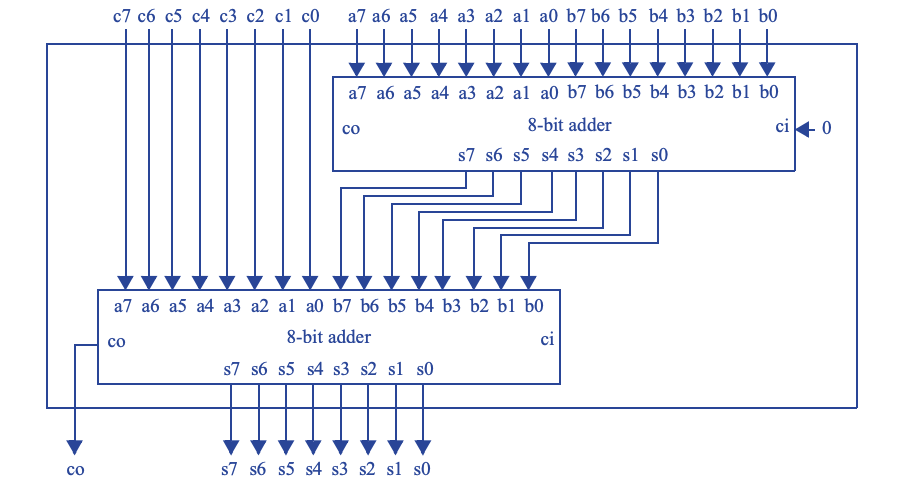 c7 c6 c5 c4 c3 c2 c1 c0 a7 a6 a5 a4 a3 a2 a1 a0 b7 b6 b5 b4 b3 b2 b1 b0
a7 a6 a5 a4 a3 a2 a1 a0 b7 b6 b5 b4 b3 b2 b1 b0
co 8-bit adder ci 0
s7 s6 s5 s4 s3 s2 s1 s0
a7 a6 a5 a4 a3 a2 a1 a0 b7 b6 b5 b4 b3 b2 b1 b0
co 8-bit adder ci
s7 s6 s5 s4 s3 s2 s1 s0
co s7 s6 s5 s4 s3 s2 s1 s0